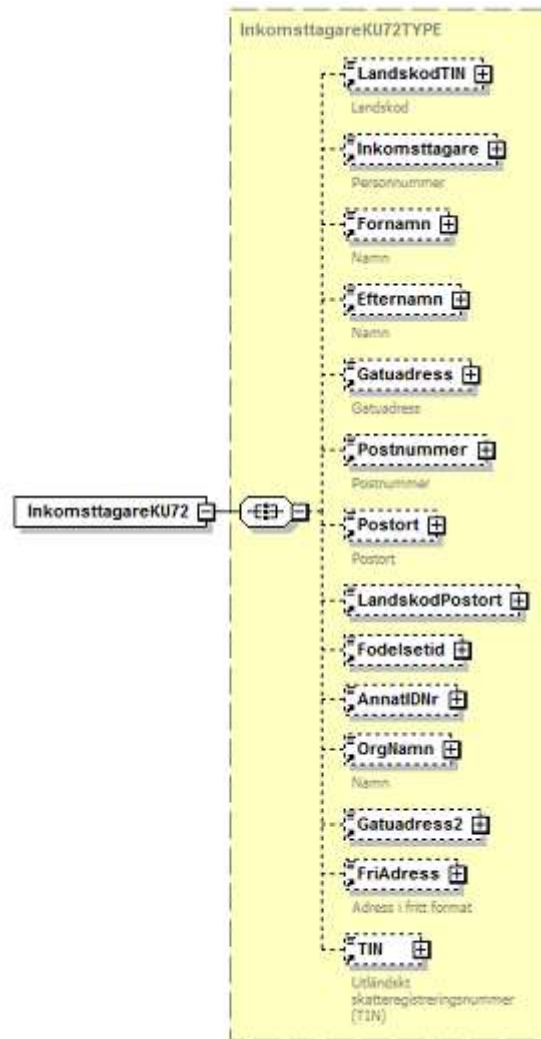 InkomsttagareKU72TYPE
LandskodTIN
Landskod
Inkomsttagare
Personnummer
Fornamn
Namn
Efternamn
Namn
Gatuadress
Gatuadress
Postnummer
Postnummer
InkomsttagareKU72
Postort
Postort
LandskodPostort
Fodelsetid
AnnatIDNr
OrgNamn
Namn
Gatuadress2
FriAdress
Adress i fritt format
TIN
Utländskt
skatteregistreringsnummer
(TIN)